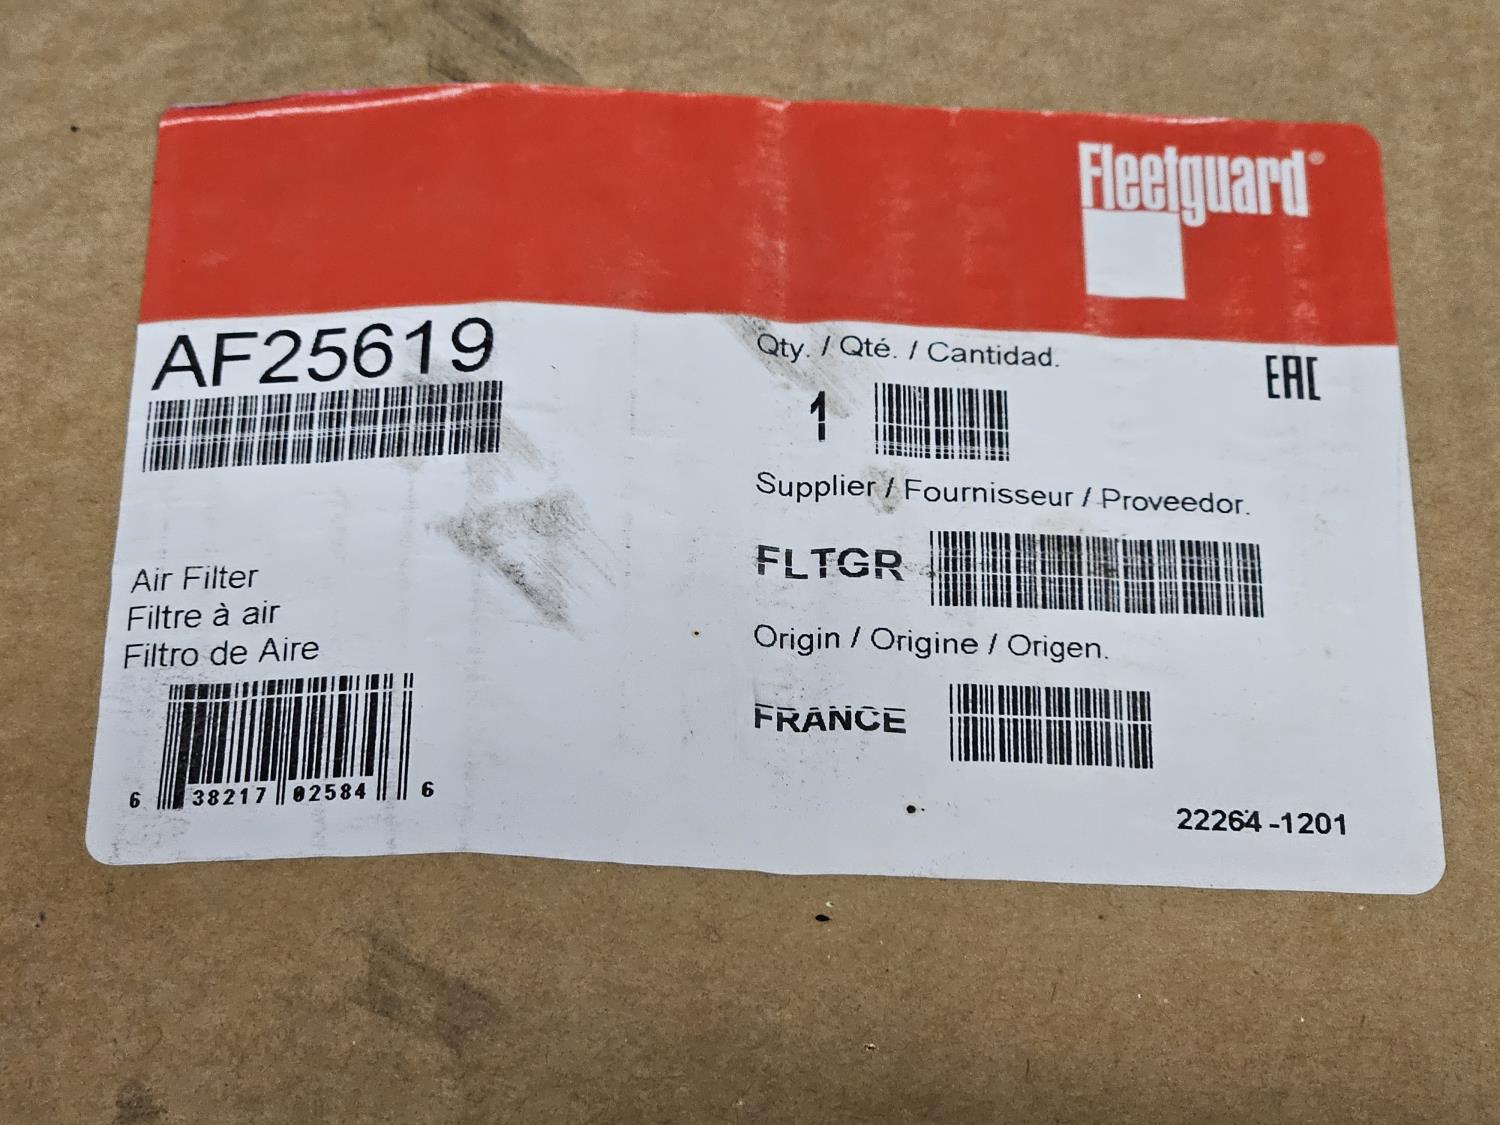 Fleetguard®
AF25619
Air Filter
Filtre à air
Filtro de Aire
6 38217 02584 6
Qty. / Qté. / Cantidad.
1
EAC
Supplier / Fournisseur / Proveedor.
FLTGR
Origin / Origine / Origen.
FRANCE
22264-1201